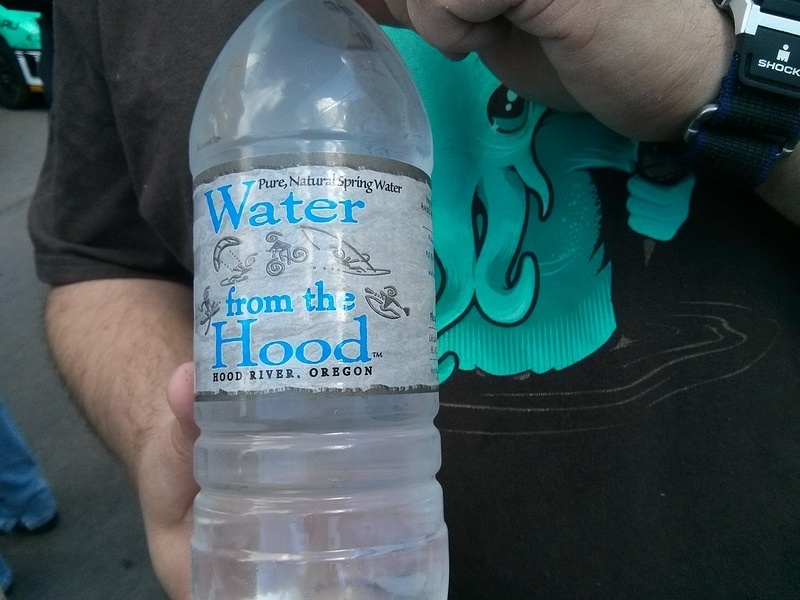 Pure, Natural Spring Water
Water
from the
Hood™
HOOD RIVER, OREGON
SHOCK